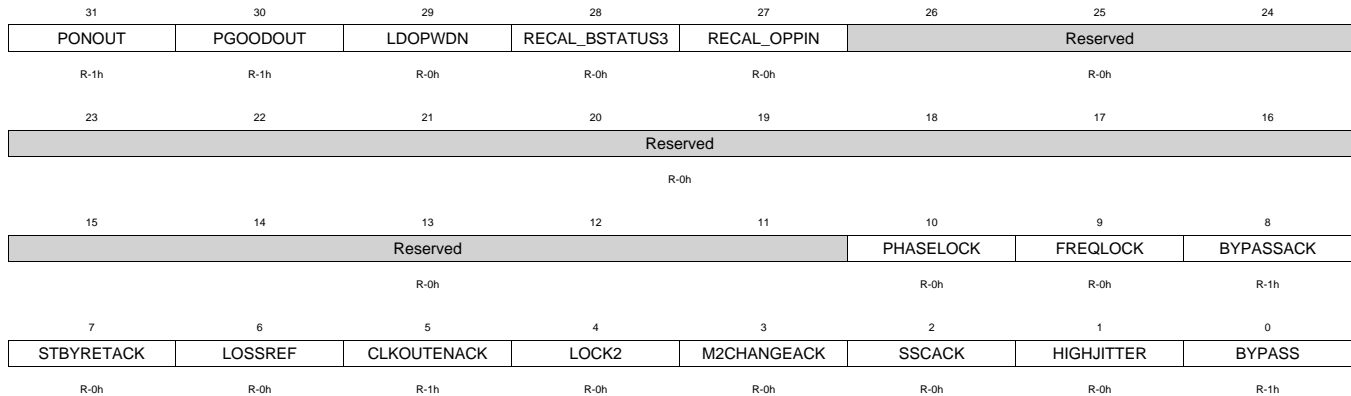 31 30 29 28 27 26 25 24
PONOUT PGOODOUT LDOPWDN RECAL_BSTATUS3 RECAL_OPPIN Reserved
R-1h R-1h R-0h R-0h R-0h R-0h
23 22 21 20 19 18 17 16
Reserved
R-0h
15 14 13 12 11 10 9 8
Reserved PHASELOCK FREQLOCK BYPASSACK
R-0h R-0h R-0h R-1h
7 6 5 4 3 2 1 0
STBYRETACK LOSSREF CLKOUTENACK LOCK2 M2CHANGEACK SSCACK HIGHJITTER BYPASS
R-0h R-0h R-1h R-0h R-0h R-0h R-0h R-1h